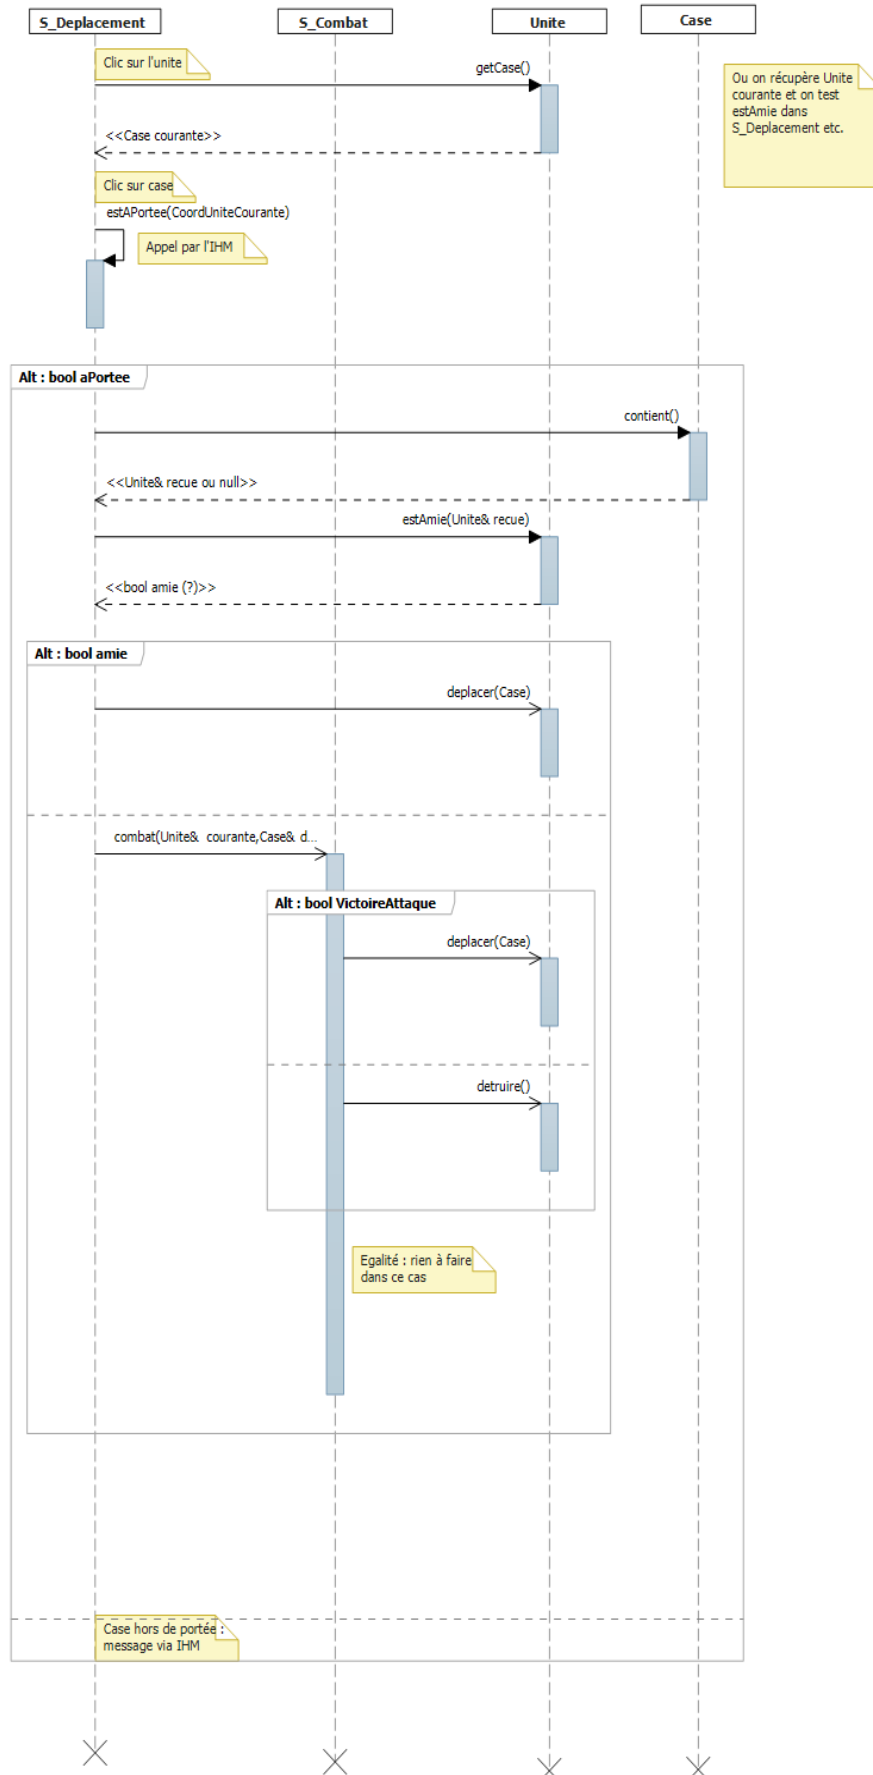 S_Deplacement
S_Combat
Unite
Case
Clic sur l'unite
getCase()
Ou on récupère Unite
courante et on test
estAmie dans
S_Deplacement etc.
<<Case courante>>
Clic sur case
estAPortee(CoordUniteCourante)
Appel par l'IHM
Alt : bool aPortee
contient()
<<Unite& recue ou null>>
estAmie(Unite& recue)
<<bool amie (?)>>
Alt : bool amie
deplacer(Case)
combat(Unite& courante,Case& d...
Alt : bool VictoireAttaque
deplacer(Case)
detruire()
Egalité : rien à faire
dans ce cas
Case hors de portée :
message via IHM